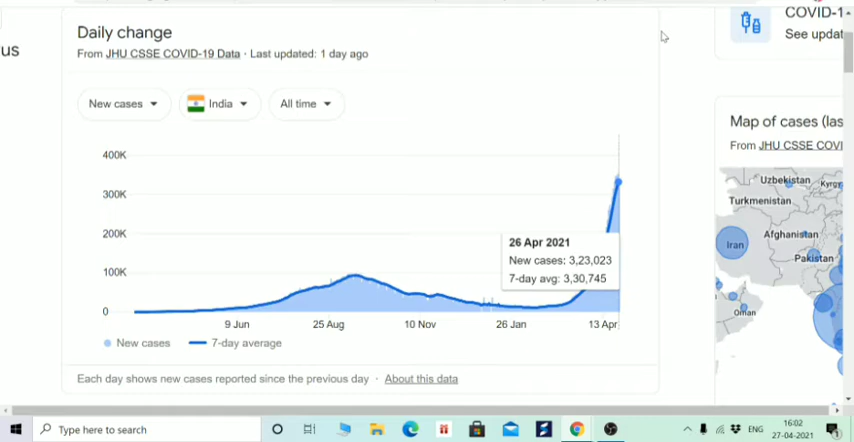 us
Daily change
From JHU CSSE COVID-19 Data · Last updated: 1 day ago
New cases
India
All time
400K
300K
200K
100K
0
26 Apr 2021
New cases: 3,23,023
7-day avg: 3,30,745
9 Jun
25 Aug
10 Nov
26 Jan
13 Apr
New cases
7-day average
Each day shows new cases reported since the previous day · About this data
COVID-1
See updat
Map of cases (las
From JHU CSSE COVI
Uzbekistan
Kyrg
Turkmenistan
Afghanistan
Iran
Pakistan
Oman
Type here to search
ENG
16:02
27-04-2021
1